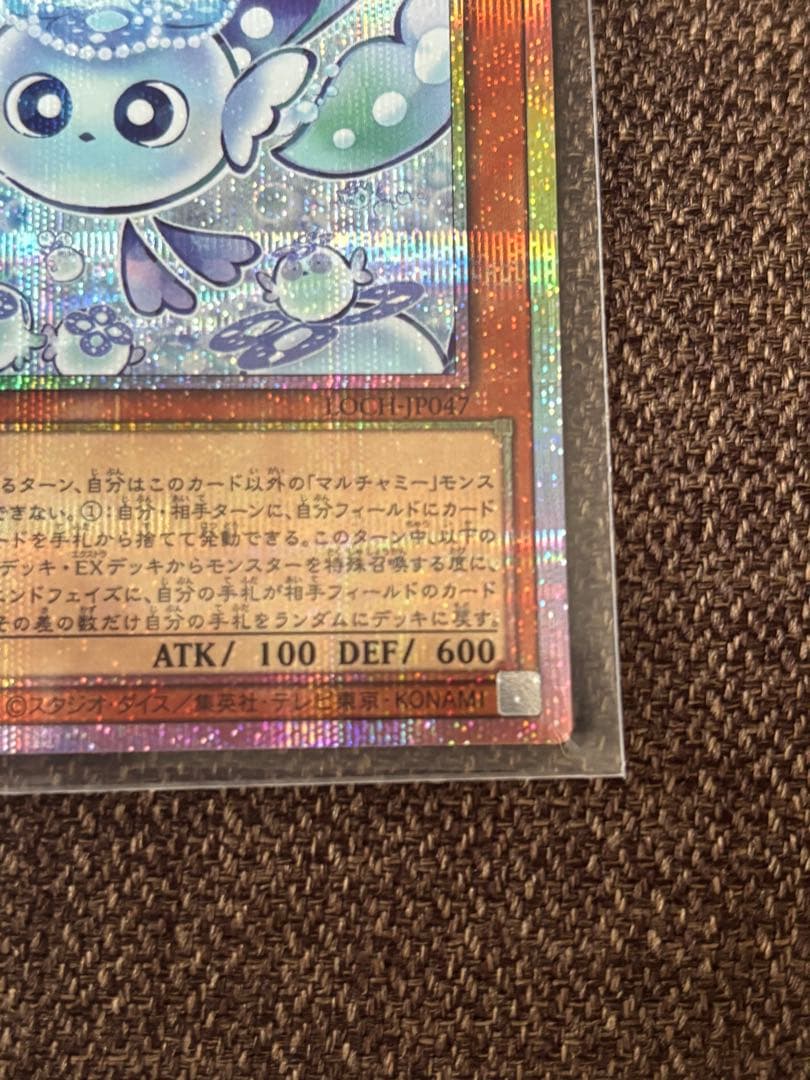 LOCH-JP047
るターン、自分はこのカード以外の「マルチャミー」モンス
できない。①:自分・相手ターンに、自分フィールドにカード
ードを手札から捨てて発動できる。このターン中、以下の
デッキ・EXデッキからモンスターを特殊召喚する度に、
エンドフェイズに、自分の手札が相手フィールドのカード
その差の数だけ自分の手札をランダムにデッキに戻す。
ATK/ 100 DEF/ 600
©スタジオ・ダイス/集英社・テレビ東京・KONAMI